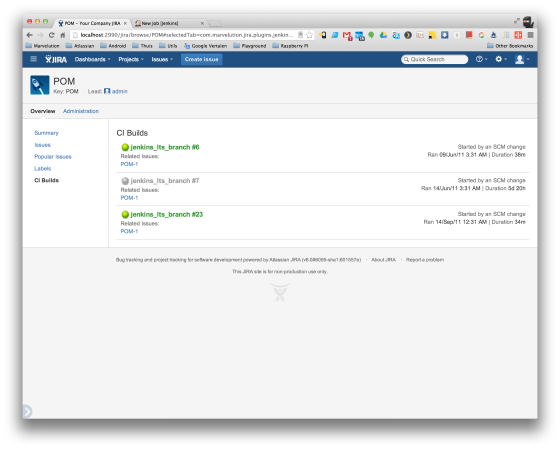 POM - Your Company JIRA
New Job [Jenkins]
localhost:2990/jira/browse/POM#selectedTab=com.marvelution.jira.plugins.jenkin...
Marvelution Atlassian Android Thuis Utils Google Vertalen Playground Raspberry Pi Other Bookmarks
JIRA Dashboards Projects Issues Create issue Quick Search
POM
Key: POM Lead: admin
Overview Administration
Summary
Issues
Popular Issues
Labels
CI Builds
CI Builds
jenkins_lts_branch #6 Started by an SCM change
Related Issues: Ran 09/Jun/11 3:31 AM | Duration 38m
POM-1
jenkins_lts_branch #7 Started by an SCM change
Related Issues: Ran 14/Jun/11 3:31 AM | Duration 5d 20h
POM-1
jenkins_lts_branch #23 Started by an SCM change
Related Issues: Ran 14/Sep/11 12:31 AM | Duration 34m
POM-1
Bug tracking and project tracking for software development powered by Atlassian JIRA · About JIRA · Report a problem
This JIRA site is for non-production use only.